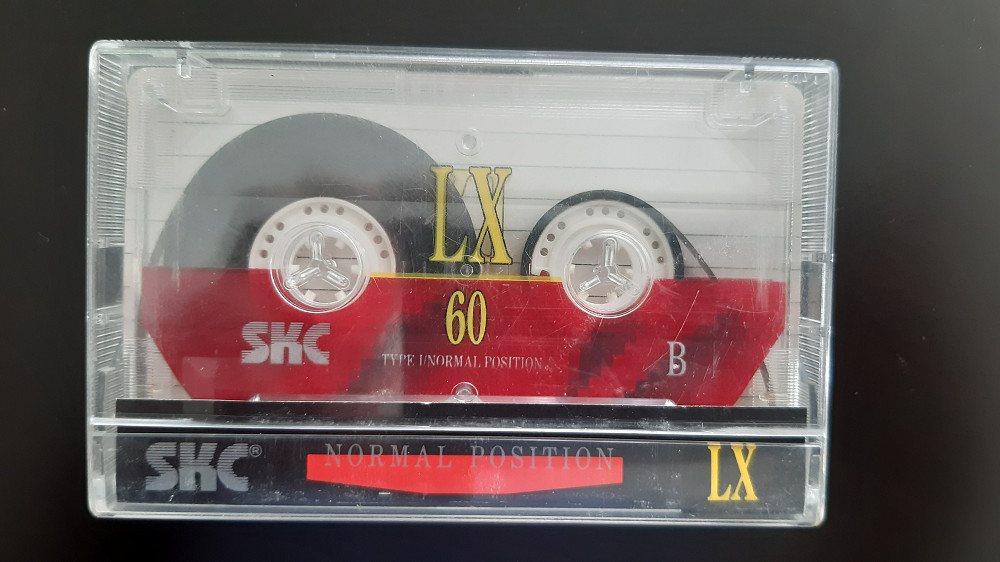 LX
60
SKC
TYPE I/NORMAL POSITION
B
SKC®
NORMAL POSITION
LX